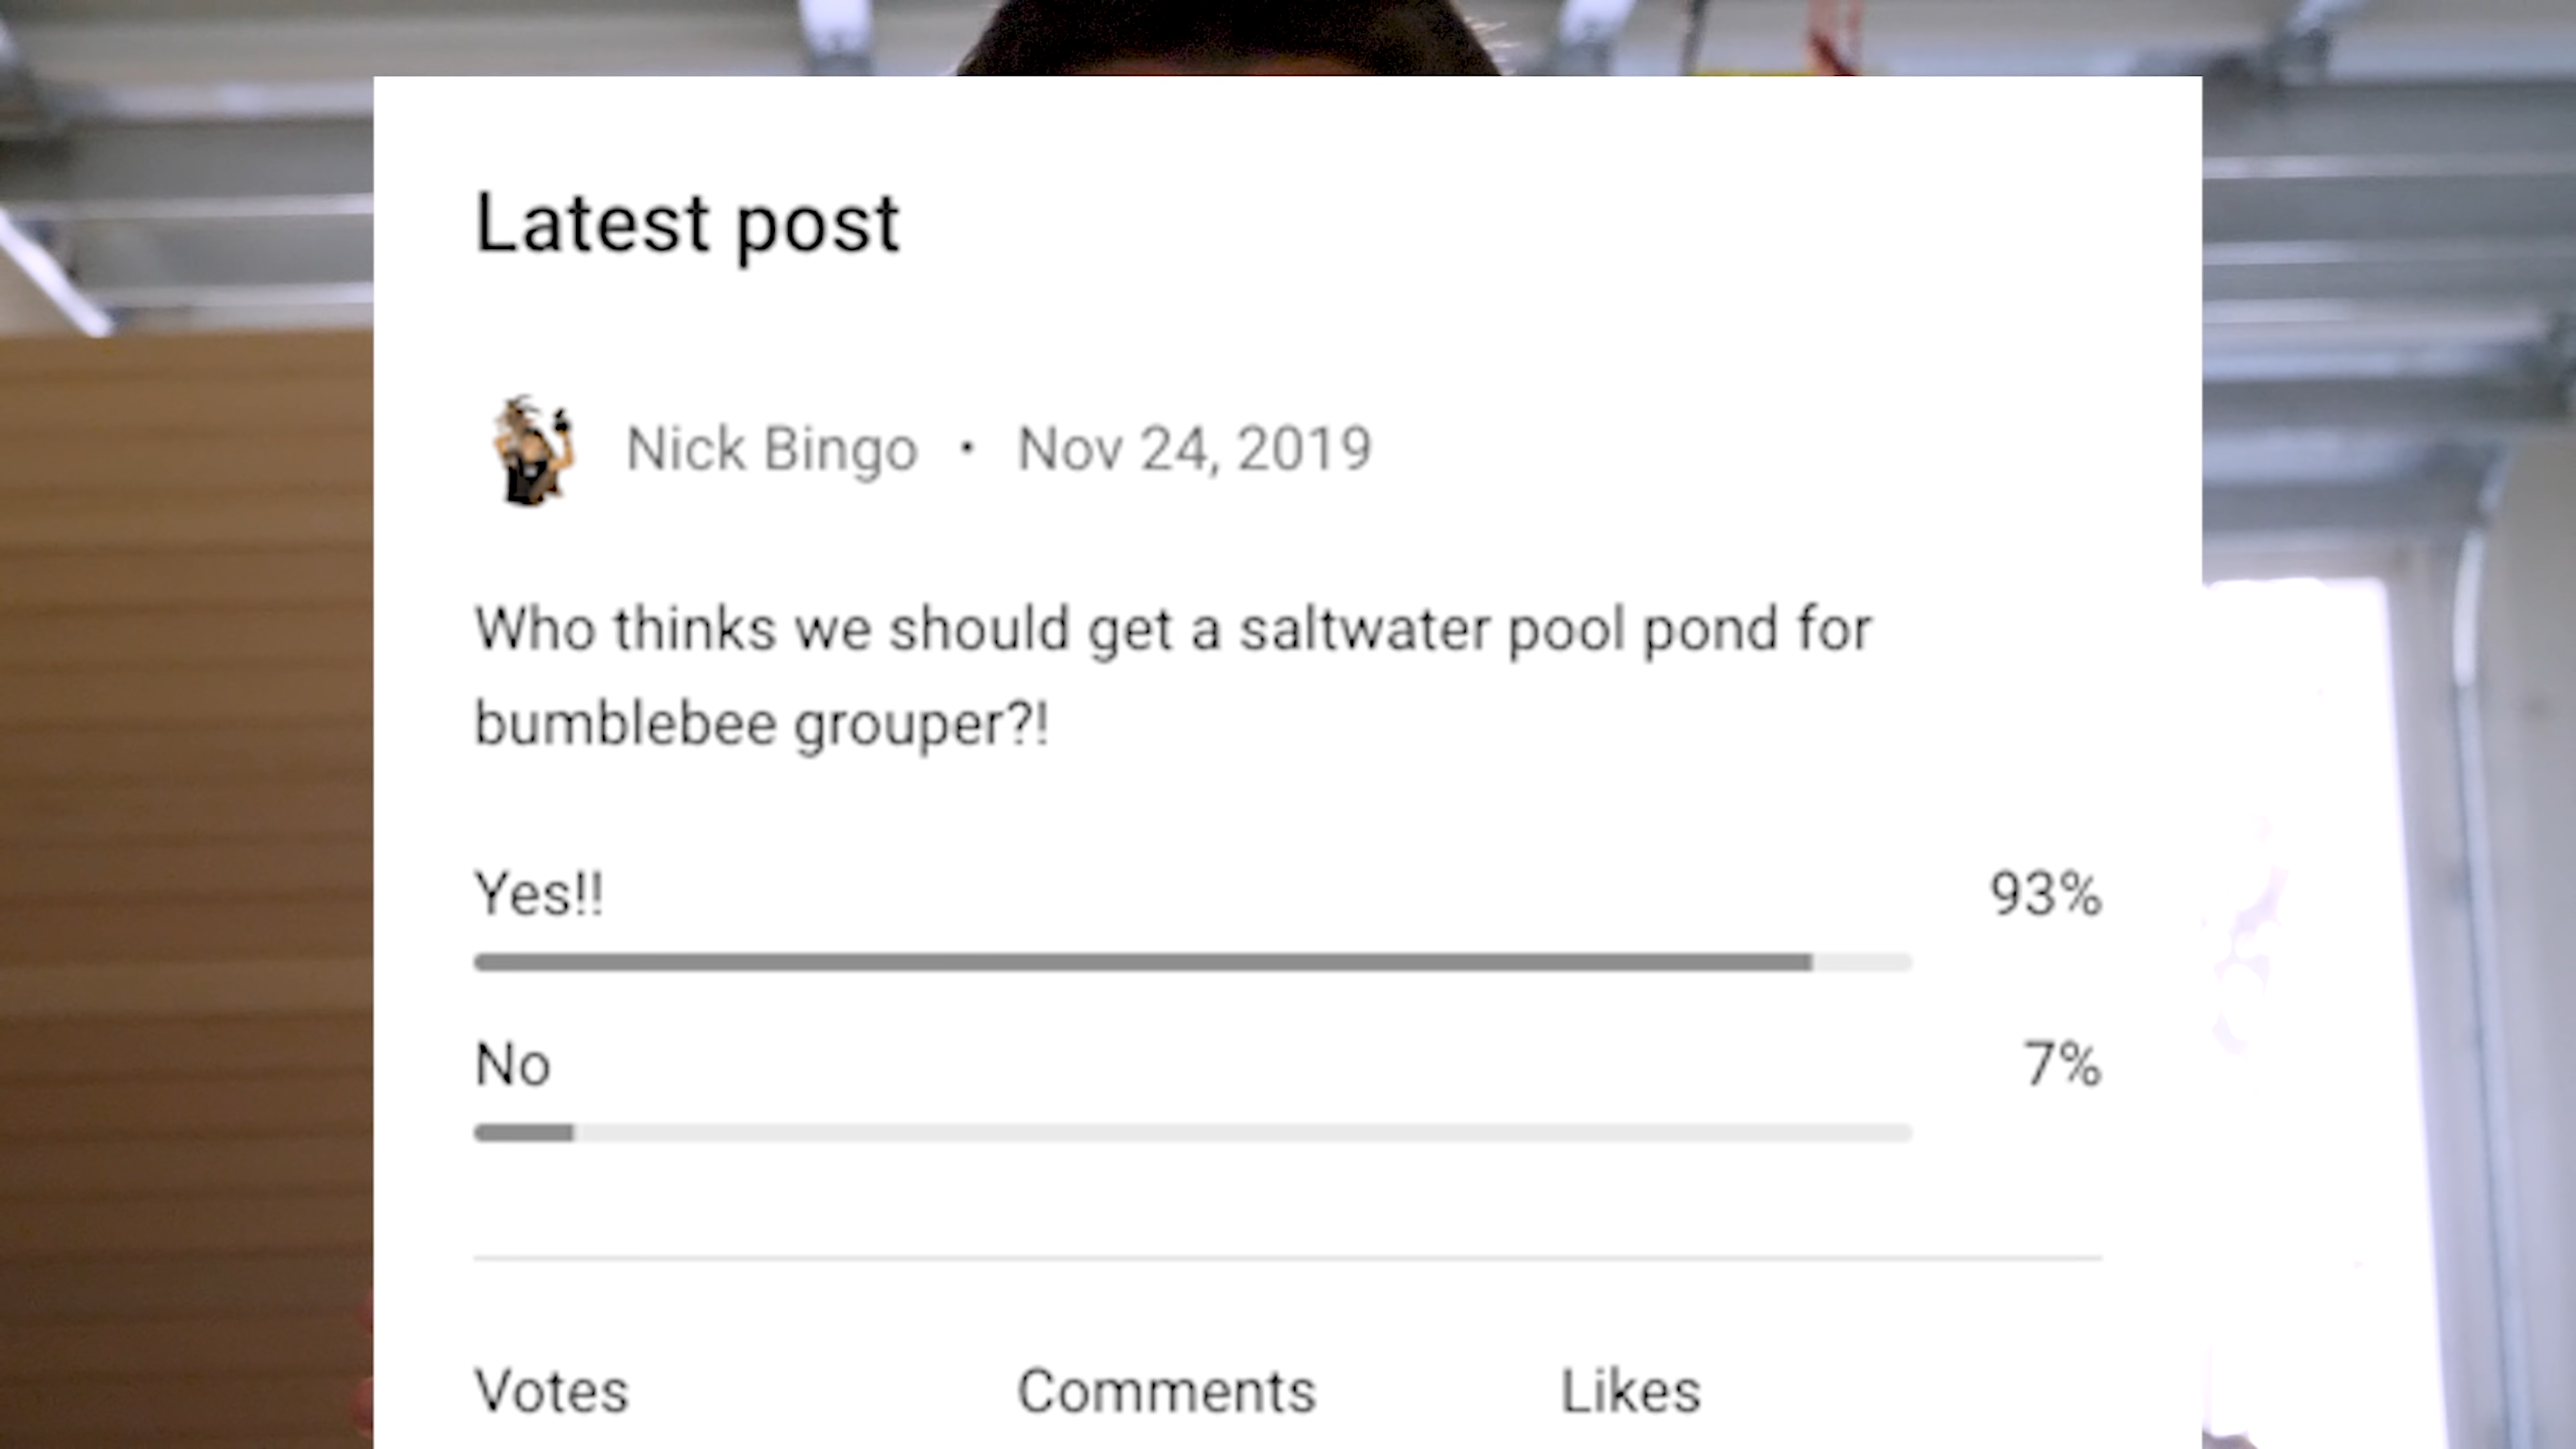 Latest post
Nick Bingo • Nov 24, 2019
Who thinks we should get a saltwater pool pond for
bumblebee grouper?!
Yes!! 93%
No 7%
Votes Comments Likes